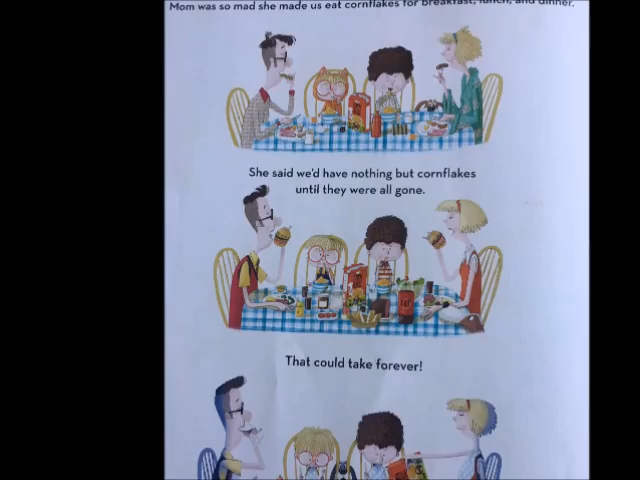 Mom was so mad she made us eat cornflakes for breakfast, lunch, and dinner.
She said we'd have nothing but cornflakes
until they were all gone.
That could take forever!